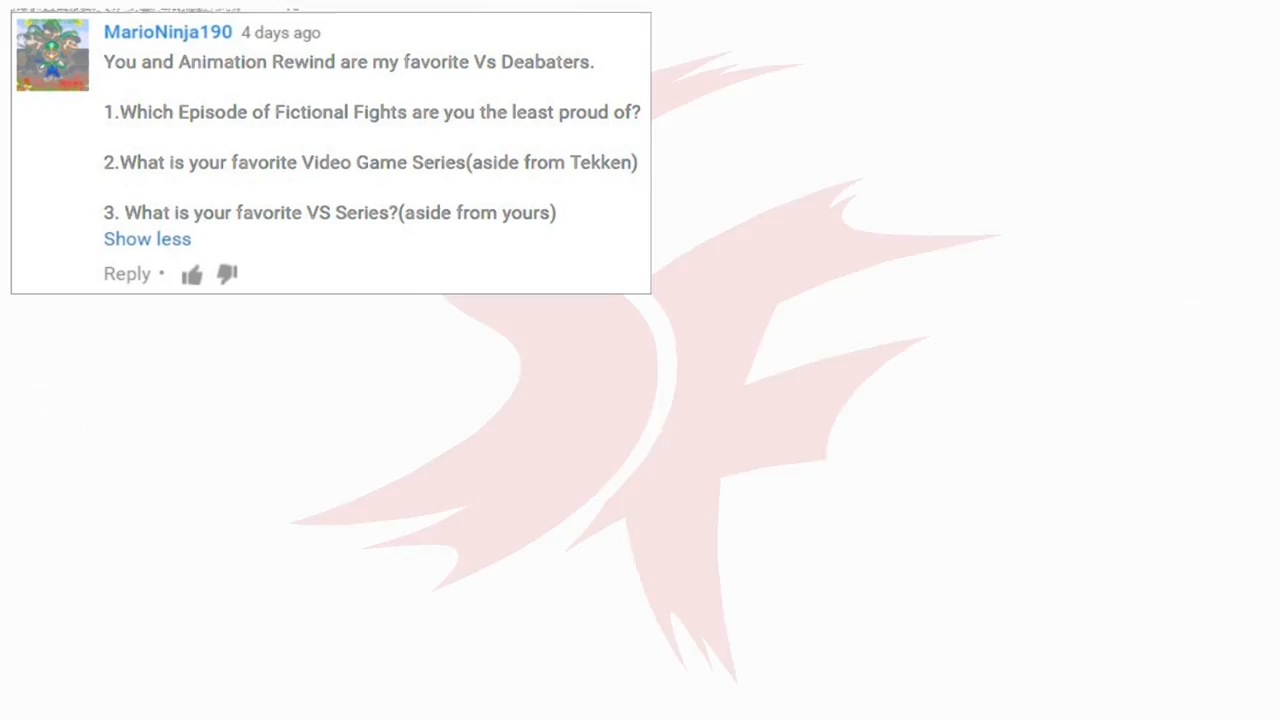 MarioNinja190 4 days ago
You and Animation Rewind are my favorite Vs Deabaters.
1.Which Episode of Fictional Fights are you the least proud of?
2.What is your favorite Video Game Series(aside from Tekken)
3. What is your favorite VS Series?(aside from yours)
Show less
Reply •